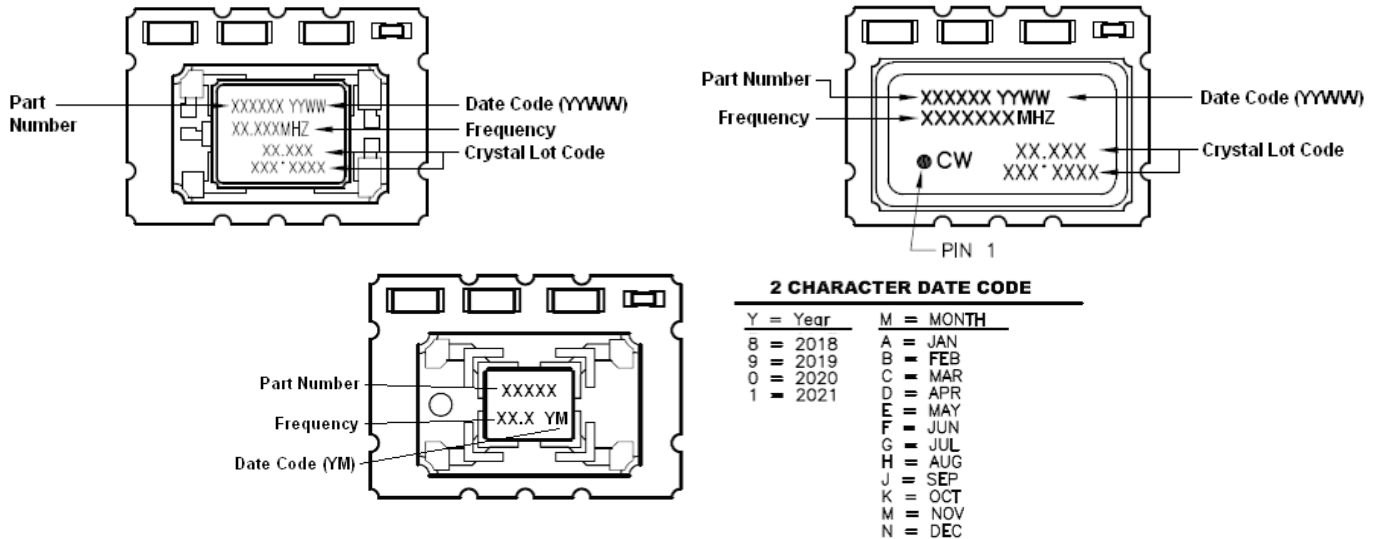 Part
Number
XXXXXX YYWW
XX.XXXMHZ
XX.XXX
XXX*XXXX
Date Code (YYWW)
Frequency
Crystal Lot Code
Part Number
Frequency
XXXXXX YYWW
XXXXXXXMHZ
CW
XX.XXX
XXX*XXXX
Date Code (YYWW)
Crystal Lot Code
PIN 1
Part Number
Frequency
Date Code (YM)
XXXXX
XX.X YM
2 CHARACTER DATE CODE
Y = Year
8 = 2018
9 = 2019
0 = 2020
1 = 2021
M = MONTH
A = JAN
B = FEB
C = MAR
D = APR
E = MAY
F = JUN
G = JUL
H = AUG
J = SEP
K = OCT
M = NOV
N = DEC